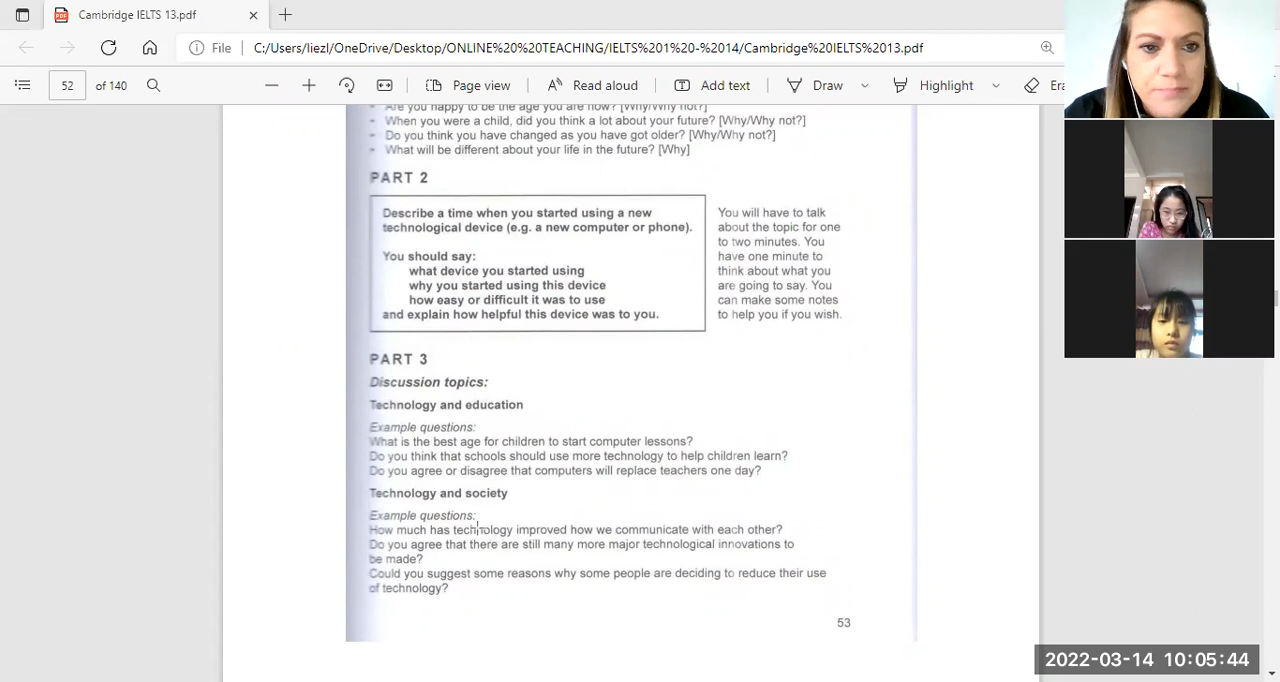 Cambridge IELTS 13.pdf
File
C:/Users/liezl/OneDrive/Desktop/ONLINE%20%20TEACHING/IELTS%201%20-%2014/Cambridge%20IELTS%2013.pdf
52 of 140
Page view
Read aloud
Add text
Draw
Highlight
- Are you happy to be the age you are now? [Why/Why not?]
- When you were a child, did you think a lot about your future? [Why/Why not?]
- Do you think you have changed as you have got older? [Why/Why not?]
- What will be different about your life in the future? [Why]
PART 2
Describe a time when you started using a new
technological device (e.g. a new computer or phone).
You should say:
what device you started using
why you started using this device
how easy or difficult it was to use
and explain how helpful this device was to you.
You will have to talk
about the topic for one
to two minutes. You
have one minute to
think about what you
are going to say. You
can make some notes
to help you if you wish.
PART 3
Discussion topics:
Technology and education
Example questions:
What is the best age for children to start computer lessons?
Do you think that schools should use more technology to help children learn?
Do you agree or disagree that computers will replace teachers one day?
Technology and society
Example questions:
How much has technology improved how we communicate with each other?
Do you agree that there are still many more major technological innovations to
be made?
Could you suggest some reasons why some people are deciding to reduce their use
of technology?
53
2022-03-14 10:05:44